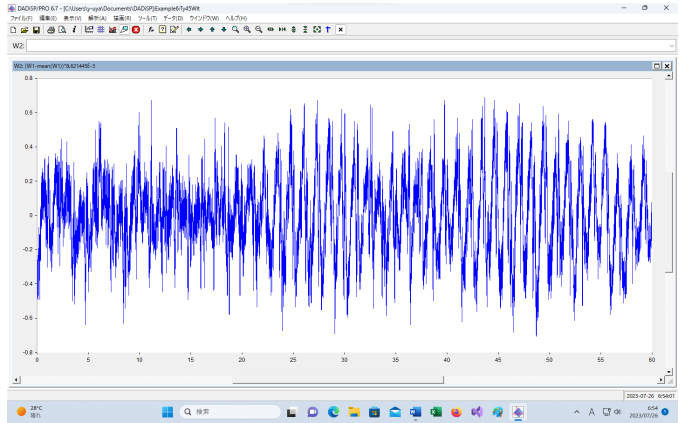 DADiSP/PRO 6.7 - [C:\Users\y-uya\Documents\DADiSP\Example6:Ty45Wlt
ファイル(F) 編集(E) 表示(V) 解析(A) 描画(R) ツール(T) データ(D) ウインドウ(W) ヘルプ(H)
W2:
W2: (W1-mean(W1))*8.621445E-3
0.8
0.6
0.4
0.2
0
-0.2
-0.4
-0.6
-0.8
0 5 10 15 20 25 30 35 40 45 50 55 60
2023-07-26 6:54:01
28°C
晴れ
検索
A
6:54
2023/07/26